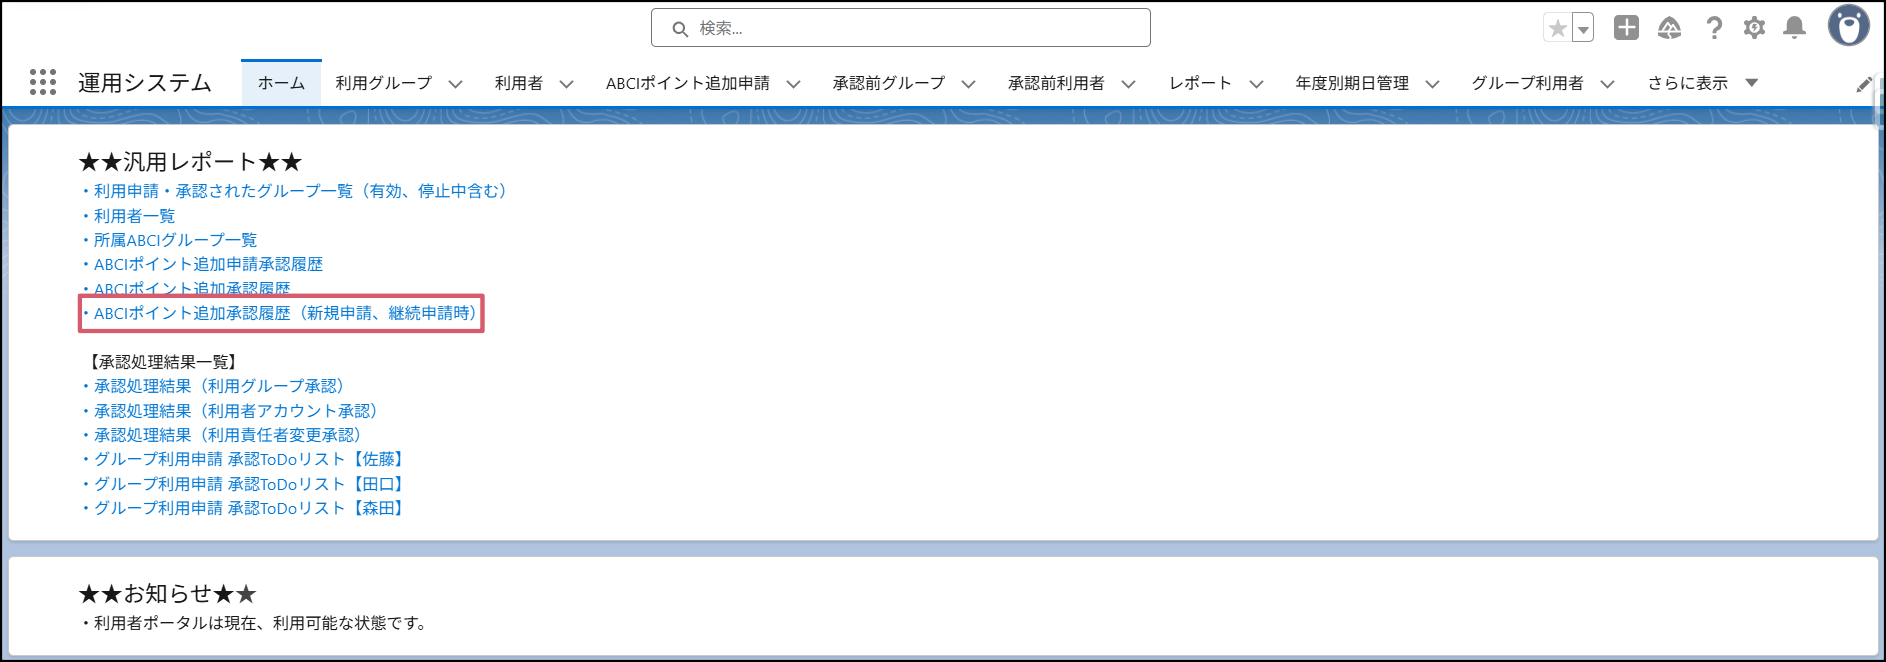 検索...
運用システム ホーム 利用グループ 利用者 ABCIポイント追加申請 承認前グループ 承認前利用者 レポート 年度別期日管理 グループ利用者 さらに表示
★★汎用レポート★★
・利用申請・承認されたグループ一覧（有効、停止中含む）
・利用者一覧
・所属ABCIグループ一覧
・ABCIポイント追加申請承認履歴
・ABCIポイント追加承認履歴
・ABCIポイント追加承認履歴（新規申請、継続申請時）
【承認処理結果一覧】
・承認処理結果（利用グループ承認）
・承認処理結果（利用者アカウント承認）
・承認処理結果（利用責任者変更承認）
・グループ利用申請 承認ToDoリスト【佐藤】
・グループ利用申請 承認ToDoリスト【田口】
・グループ利用申請 承認ToDoリスト【森田】
★★お知らせ★★
・利用者ポータルは現在、利用可能な状態です。